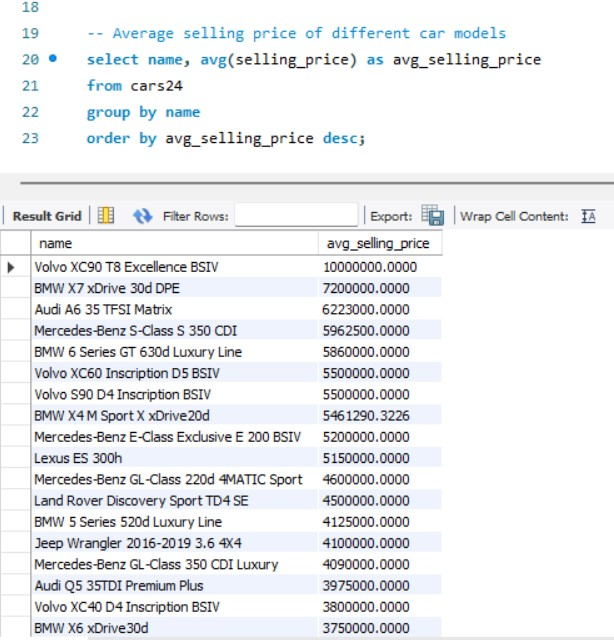 18
19 -- Average selling price of different car models
20 select name, avg(selling_price) as avg_selling_price
21 from cars24
22 group by name
23 order by avg_selling_price desc;
Result Grid Filter Rows: Export: Wrap Cell Content:
name avg_selling_price
Volvo XC90 T8 Excellence BSIV 10000000.0000
BMW X7 xDrive 30d DPE 7200000.0000
Audi A6 35 TFSI Matrix 6223000.0000
Mercedes-Benz S-Class S 350 CDI 5962500.0000
BMW 6 Series GT 630d Luxury Line 5860000.0000
Volvo XC60 Inscription D5 BSIV 5500000.0000
Volvo S90 D4 Inscription BSIV 5500000.0000
BMW X4 M Sport X xDrive20d 5461290.3226
Mercedes-Benz E-Class Exclusive E 200 BSIV 5200000.0000
Lexus ES 300h 5150000.0000
Mercedes-Benz GL-Class 220d 4MATIC Sport 4600000.0000
Land Rover Discovery Sport TD4 SE 4500000.0000
BMW 5 Series 520d Luxury Line 4125000.0000
Jeep Wrangler 2016-2019 3.6 4X4 4100000.0000
Mercedes-Benz GL-Class 350 CDI Luxury 4090000.0000
Audi Q5 35TDI Premium Plus 3975000.0000
Volvo XC40 D4 Inscription BSIV 3800000.0000
BMW X6 xDrive30d 3750000.0000